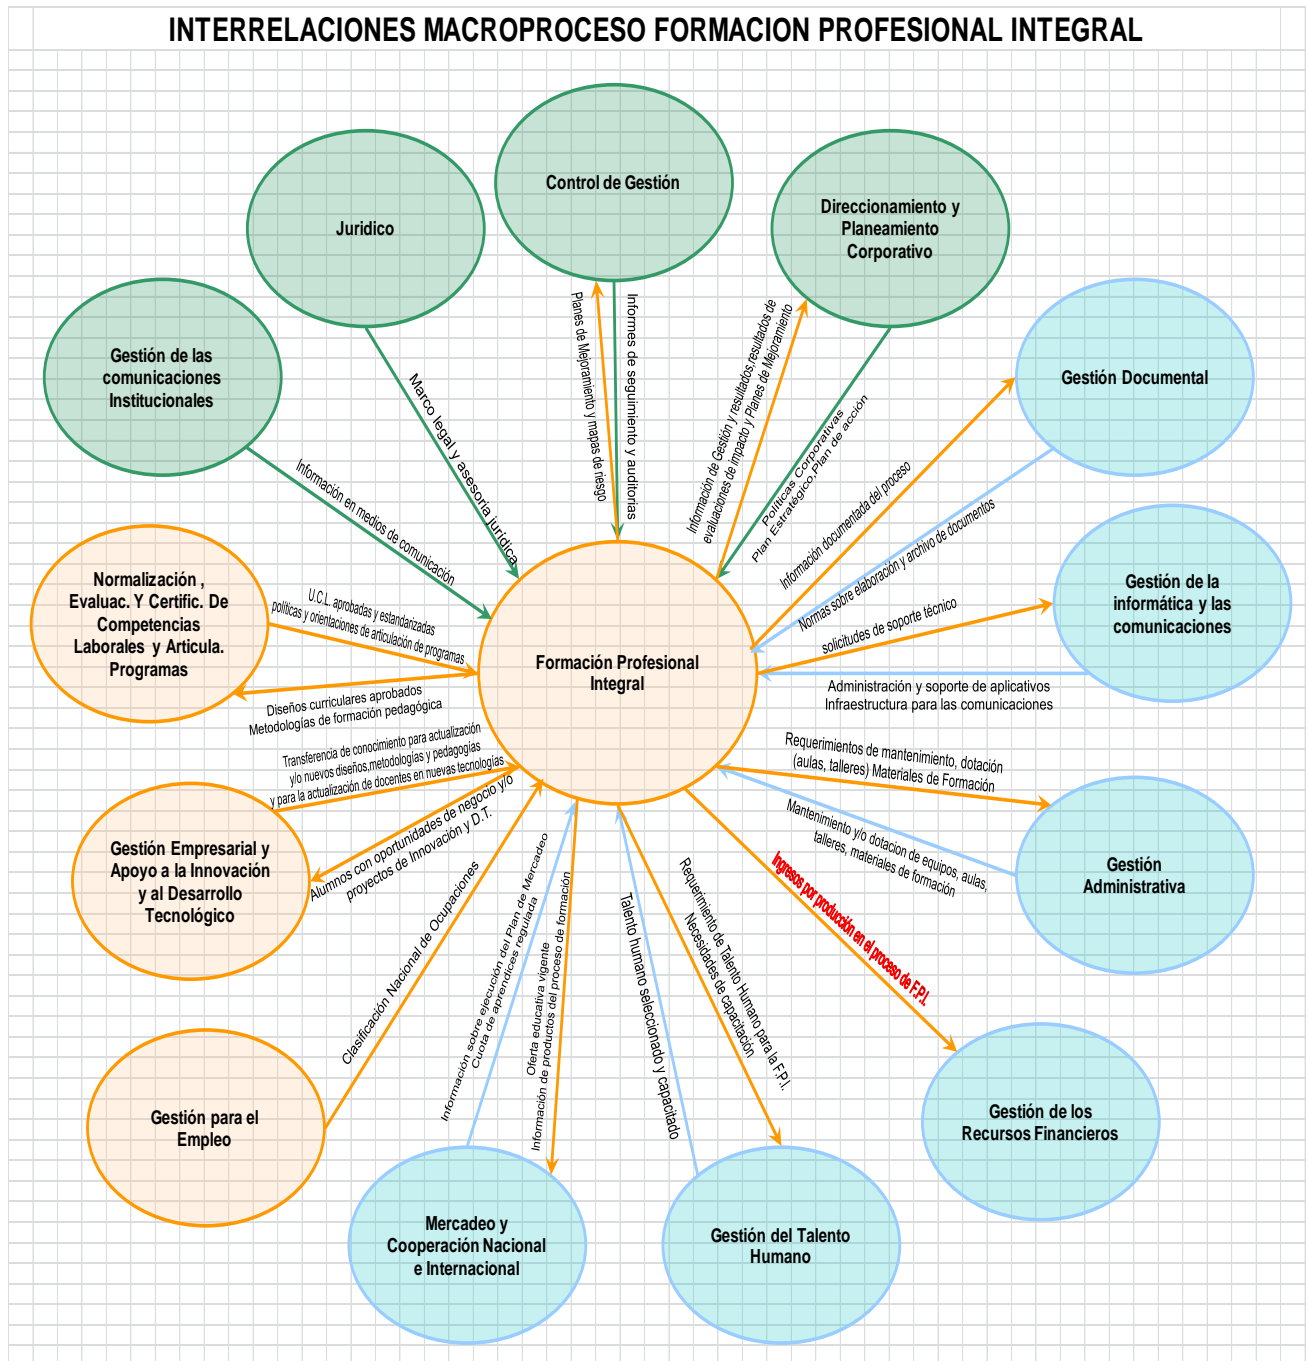 INTERRELACIONES MACROPROCESO FORMACION PROFESIONAL INTEGRAL
Control de Gestión
Juridico
Direccionamiento y
Planeamiento
Corporativo
Gestión de las
comunicaciones
Institucionales
Gestión Documental
Planes de Mejoramiento y mapas de riesgo
Informes de seguimiento y auditorias
Información de Gestión y resultados,resultados de
evaluaciones de impacto y Planes de Mejoramiento
Políticas Corporativas
Plan Estratégico,Plan de acción
Marco legal y asesoría jurídica
Información en medios de comunicación
Información documentada del proceso
Normas sobre elaboración y archivo de documentos
Normalización ,
Evaluac. Y Certific. De
Competencias
Laborales y Articula.
Programas
U.C.L. aprobadas y estandarizadas
políticas y orientaciones de articulación de programas
Diseños curriculares aprobados
Metodologías de formación pedagógica
Formación Profesional
Integral
solicitudes de soporte técnico
Gestión de la
informática y las
comunicaciones
Administración y soporte de aplicativos
Infraestructura para las comunicaciones
Transferencia de conocimiento para actualización
y/o nuevos diseños,metodologías y pedagogías
y para la actualización de docentes en nuevas tecnologías
Requerimientos de mantenimiento, dotación
(aulas, talleres) Materiales de Formación
Mantenimiento y/o dotacion de equipos, aulas,
talleres, materiales de formación
Gestión Empresarial y
Apoyo a la Innovación
y al Desarrollo
Tecnológico
Alumnos con oportunidades de negocio y/o
proyectos de Innovación y D.T.
Gestión
Administrativa
Clasificación Nacional de Ocupaciones
Información sobre ejecución del Plan de Mercadeo
Cuota de aprendices regulada
Oferta educativa vigente
Información de productos del proceso de formación
Talento humano seleccionado y capacitado
Requerimiento de Talento Humano para la F.P.I.
Necesidades de capacitación
Ingresos por producción en el proceso de F.P.I.
Gestión para el
Empleo
Gestión de los
Recursos Financieros
Mercadeo y
Cooperación Nacional
e Internacional
Gestión del Talento
Humano